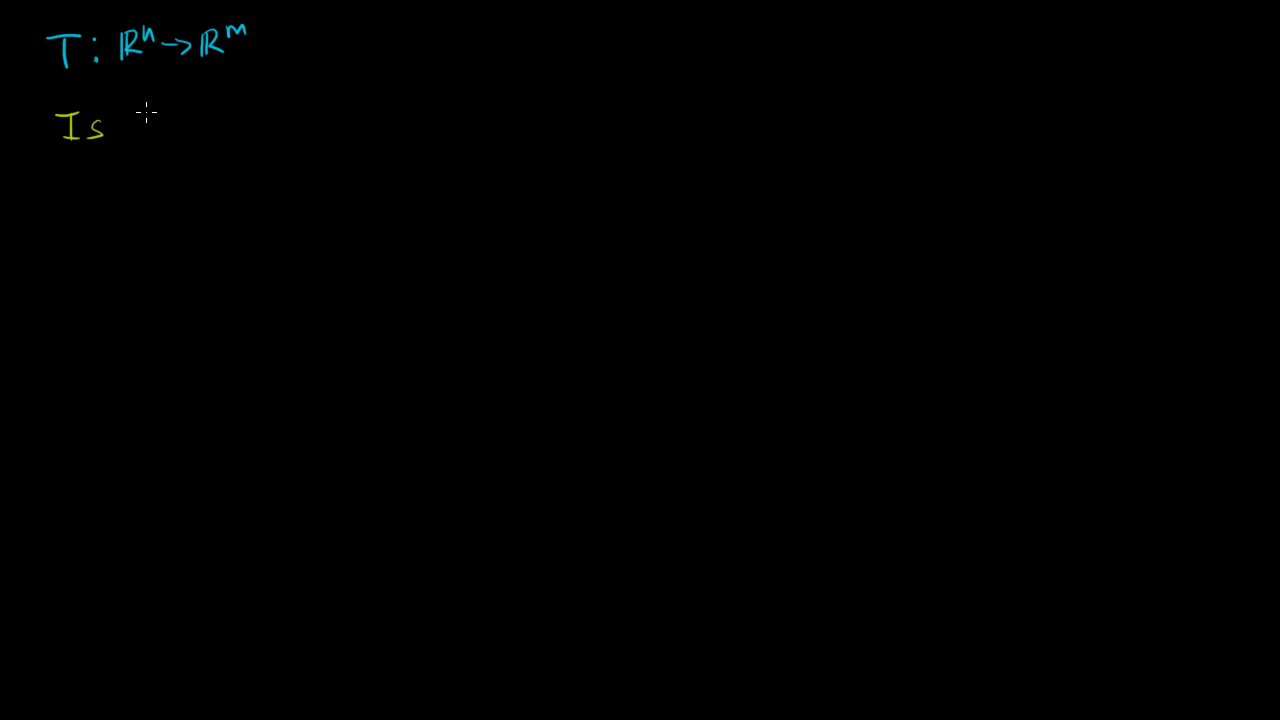 T: ℝⁿ → ℝᵐ
Is